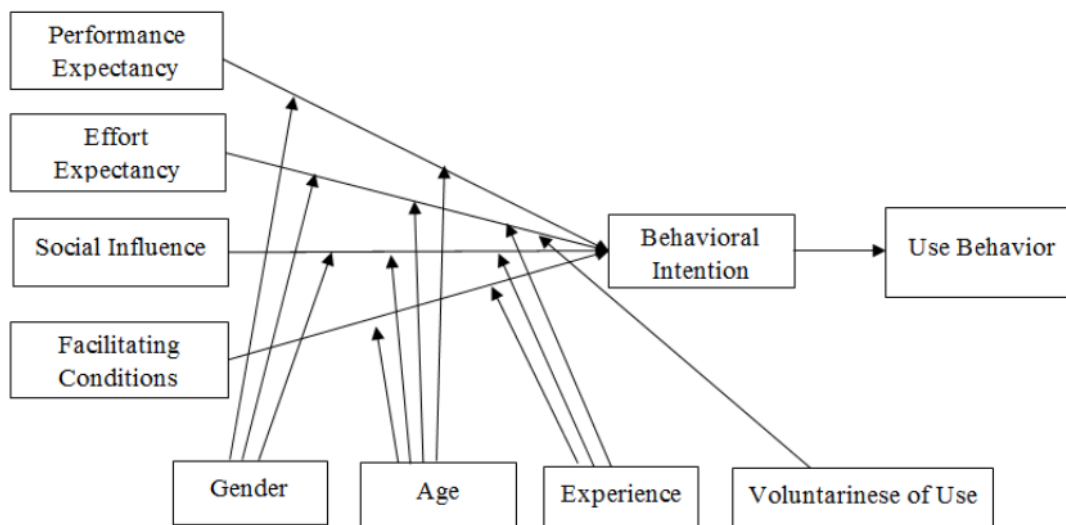 Performance
Expectancy
Effort
Expectancy
Social Influence
Facilitating
Conditions
Behavioral
Intention
Use Behavior
Gender
Age
Experience
Voluntarinese of Use